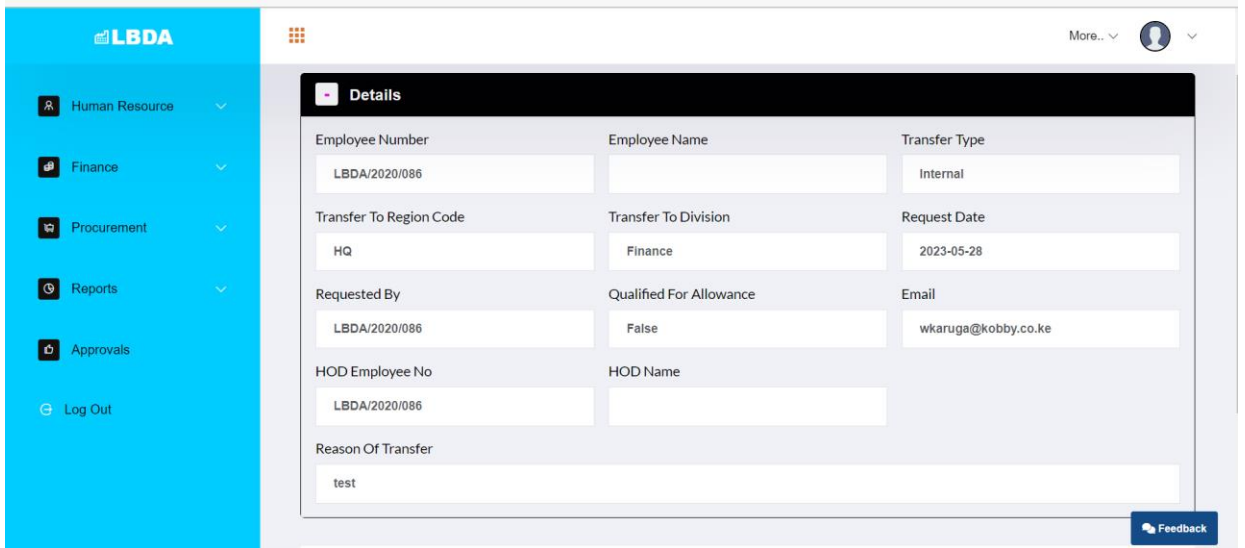 LBDA
More..
Human Resource
Finance
Procurement
Reports
Approvals
Log Out
- Details
Employee Number Employee Name Transfer Type
LBDA/2020/086 Internal
Transfer To Region Code Transfer To Division Request Date
HQ Finance 2023-05-28
Requested By Qualified For Allowance Email
LBDA/2020/086 False wkaruga@kobby.co.ke
HOD Employee No HOD Name
LBDA/2020/086
Reason Of Transfer
test
Feedback